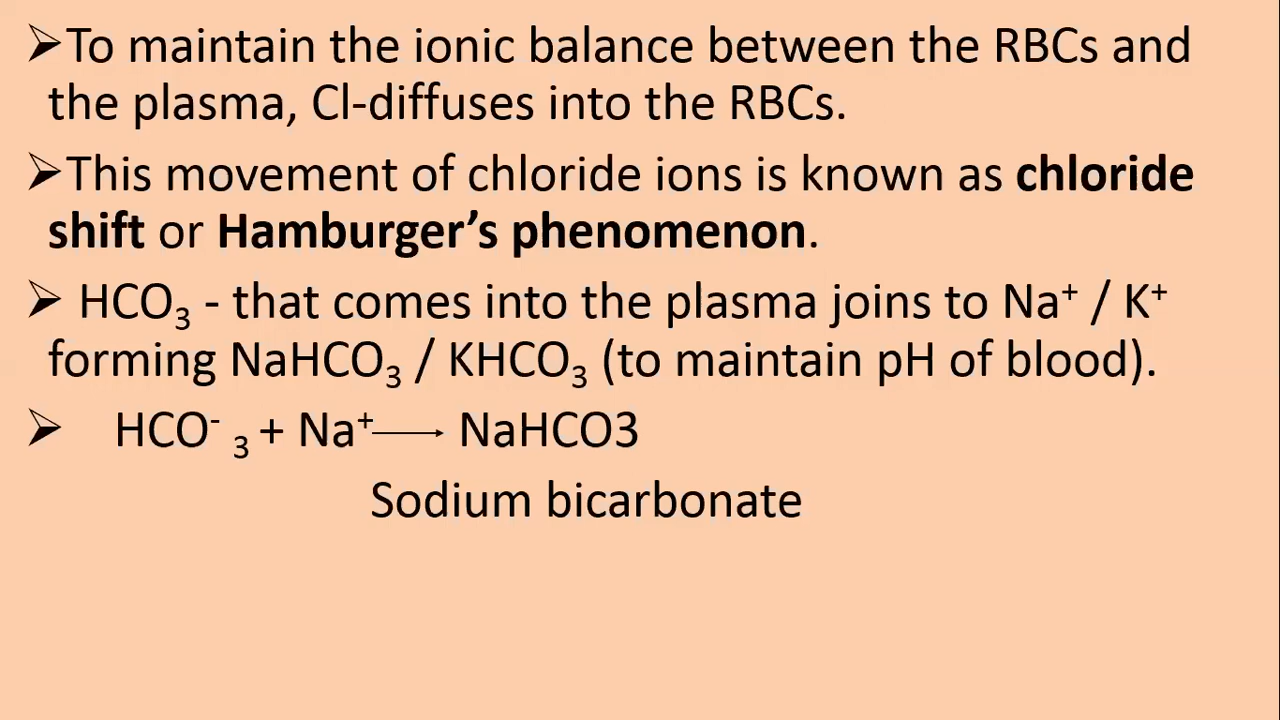 ➢To maintain the ionic balance between the RBCs and
the plasma, Cl-diffuses into the RBCs.
➢This movement of chloride ions is known as chloride
shift or Hamburger’s phenomenon.
➢ HCO₃ - that comes into the plasma joins to Na⁺ / K⁺
forming NaHCO₃ / KHCO₃ (to maintain pH of blood).
➢ HCO⁻ ₃ + Na⁺⟶ NaHCO3
Sodium bicarbonate